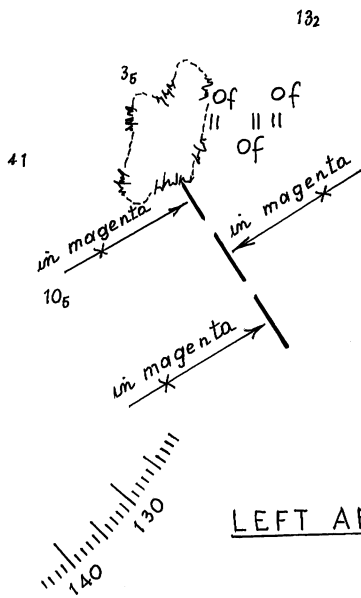 13₂
3₅
Of Of
Of
41
in magenta
in magenta
10₅
in magenta
130
140
LEFT A